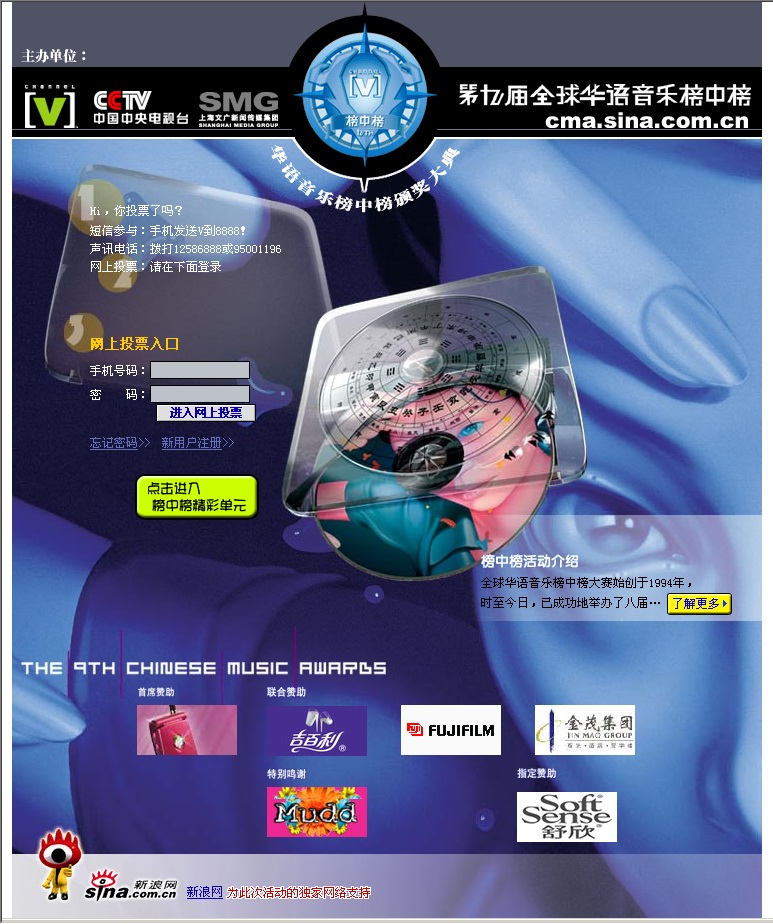 主办单位：
CHANNEL
[V]
CCTV
中国中央电视台
SMG
上海文广新闻传媒集团
SHANGHAI MEDIA GROUP
CHANNEL
[V]
榜中榜
9TH
第九届全球华语音乐榜中榜
cma.sina.com.cn
华语音乐榜中榜颁奖大典
1
Hi，你投票了吗？
短信参与：手机发送V到8888！
声讯电话：拨打12586888或95001196
网上投票：请在下面登录
2
3
网上投票入口
手机号码：
密 码：
进入网上投票
忘记密码>> 新用户注册>>
点击进入
榜中榜精彩单元
榜中榜活动介绍
全球华语音乐榜中榜大赛始创于1994年，
时至今日，已成功地举办了八届…
了解更多
THE 9TH CHINESE MUSIC AWARDS
首席赞助
联合赞助
吉百利®
FUJIFILM
金茂集团
JIN MAO GROUP
特别鸣谢
指定赞助
Mudd
Soft
Sense
舒欣
sina 新浪网
.com.cn
新浪网 为此次活动的独家网络支持